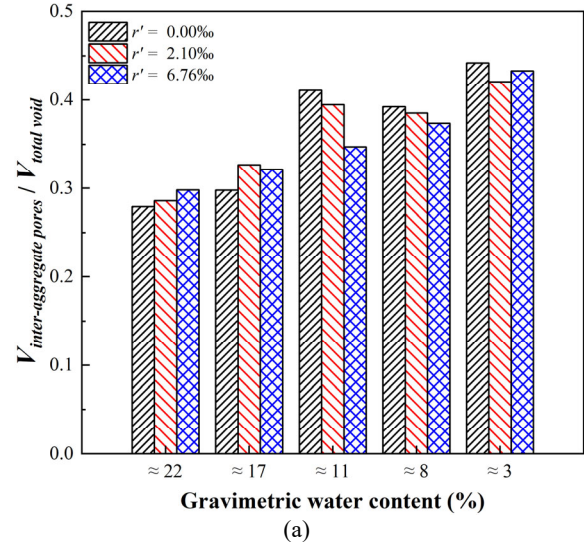 r' = 0.00‰
r' = 2.10‰
r' = 6.76‰
0.5
0.4
0.3
0.2
0.1
0.0
V inter-aggregate pores / V total void
≈ 22 ≈ 17 ≈ 11 ≈ 8 ≈ 3
Gravimetric water content (%)
(a)